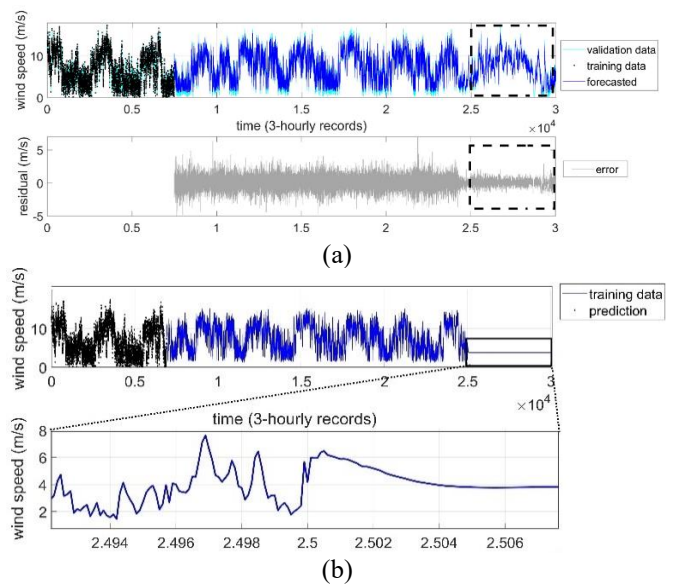 wind speed (m/s)
10
0
0 0.5 1 1.5 2 2.5 3
time (3-hourly records)
×10⁴
validation data
training data
forecasted
residual (m/s)
5
0
-5
0 0.5 1 1.5 2 2.5 3
×10⁴
error
(a)
wind speed (m/s)
10
0
0 0.5 1 1.5 2 2.5 3
time (3-hourly records)
×10⁴
training data
prediction
wind speed (m/s)
8
6
4
2
2.494 2.496 2.498 2.5 2.502 2.504 2.506
(b)